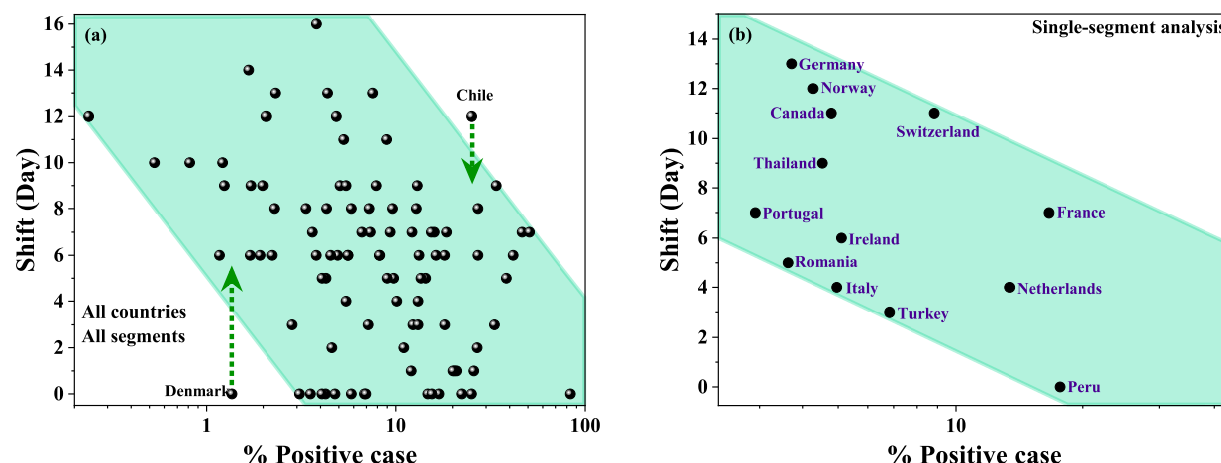 (a)
Shift (Day)
16
14
12
10
8
6
4
2
0
Chile
All countries
All segments
Denmark
1
10
100
% Positive case
(b)
Single-segment analysis
Shift (Day)
14
12
10
8
6
4
2
0
Germany
Norway
Canada
Switzerland
Thailand
Portugal
France
Ireland
Romania
Italy
Netherlands
Turkey
Peru
10
% Positive case